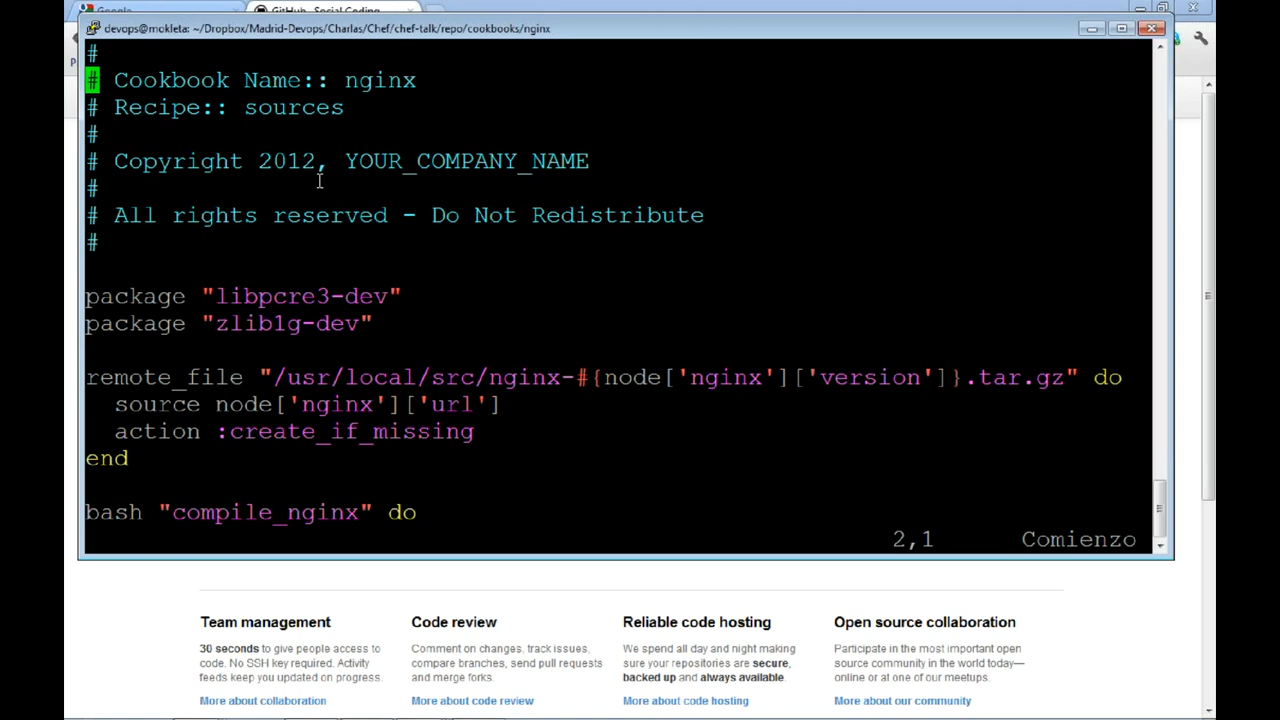 Google
GitHub · Social Coding
devops@mokleta: ~/Dropbox/Madrid-Devops/Charlas/Chef/chef-talk/repo/cookbooks/nginx
#
# Cookbook Name:: nginx
# Recipe:: sources
#
# Copyright 2012, YOUR_COMPANY_NAME
#
# All rights reserved - Do Not Redistribute
#
package "libpcre3-dev"
package "zlib1g-dev"
remote_file "/usr/local/src/nginx-#{node['nginx']['version']}.tar.gz" do
source node['nginx']['url']
action :create_if_missing
end
bash "compile_nginx" do
2,1 Comienzo
Team management
30 seconds to give people access to
code. No SSH key required. Activity
feeds keep you updated on progress.
More about collaboration
Code review
Comment on changes, track issues,
compare branches, send pull requests
and merge forks.
More about code review
Reliable code hosting
We spend all day and night making
sure your repositories are secure,
backed up and always available.
More about code hosting
Open source collaboration
Participate in the most important open
source community in the world today—
online or at one of our meetups.
More about our community